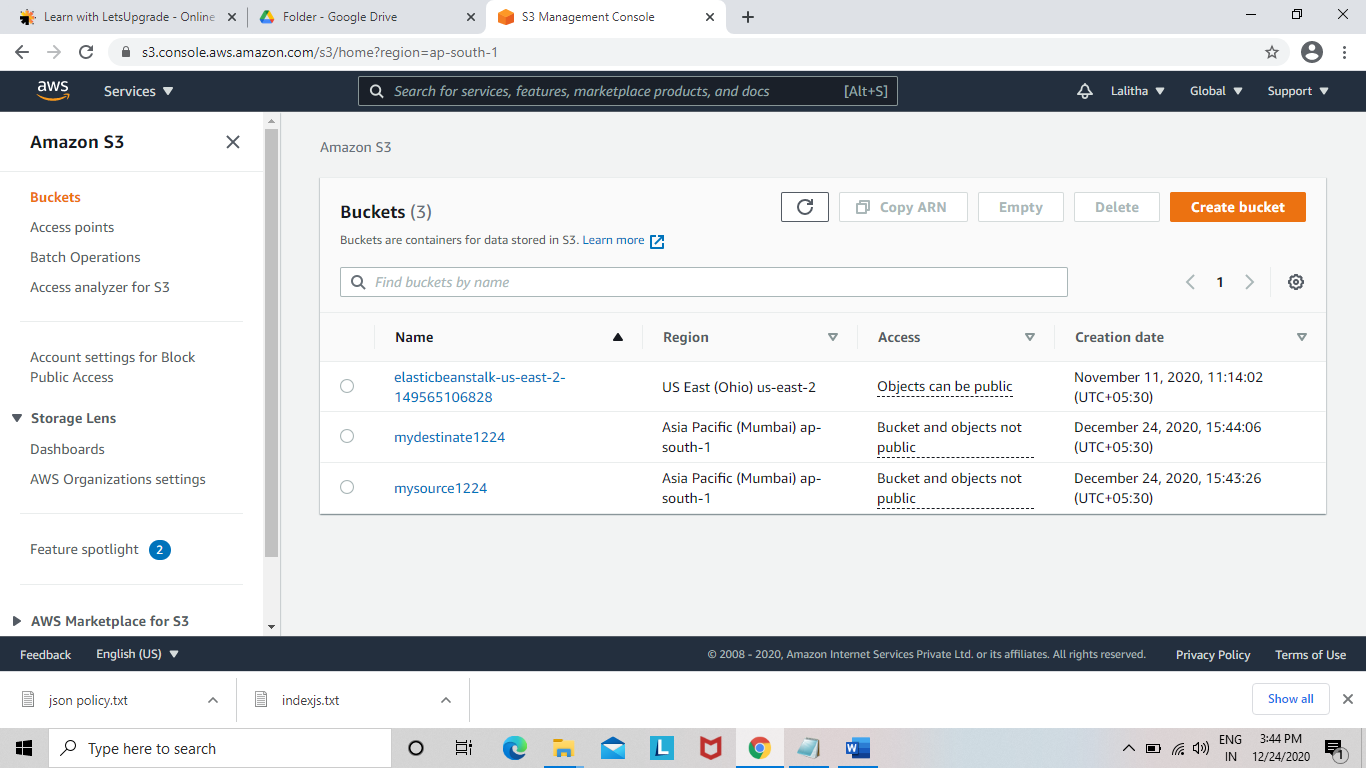 Learn with LetsUpgrade - Online
Folder - Google Drive
S3 Management Console
s3.console.aws.amazon.com/s3/home?region=ap-south-1
aws
Services
Search for services, features, marketplace products, and docs
[Alt+S]
Lalitha
Global
Support
Amazon S3
Buckets
Access points
Batch Operations
Access analyzer for S3
Account settings for Block
Public Access
Storage Lens
Dashboards
AWS Organizations settings
Feature spotlight 2
AWS Marketplace for S3
Amazon S3
Buckets (3)
Copy ARN
Empty
Delete
Create bucket
Buckets are containers for data stored in S3. Learn more
Find buckets by name
1
Name
Region
Access
Creation date
elasticbeanstalk-us-east-2-
149565106828
US East (Ohio) us-east-2
Objects can be public
November 11, 2020, 11:14:02
(UTC+05:30)
mydestinate1224
Asia Pacific (Mumbai) ap-
south-1
Bucket and objects not
public
December 24, 2020, 15:44:06
(UTC+05:30)
mysource1224
Asia Pacific (Mumbai) ap-
south-1
Bucket and objects not
public
December 24, 2020, 15:43:26
(UTC+05:30)
Feedback
English (US)
© 2008 - 2020, Amazon Internet Services Private Ltd. or its affiliates. All rights reserved.
Privacy Policy
Terms of Use
json policy.txt
indexjs.txt
Show all
Type here to search
L
W
ENG
IN
3:44 PM
12/24/2020
1